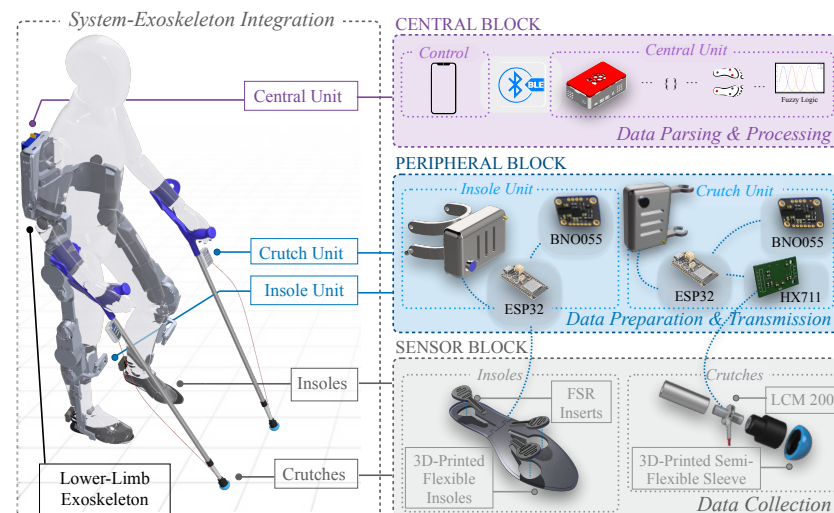 System-Exoskeleton Integration
Central Unit
Crutch Unit
Insole Unit
Insoles
Crutches
Lower-Limb
Exoskeleton
CENTRAL BLOCK
Control
BLE
Central Unit
... { } ... ...
Fuzzy Logic
Data Parsing & Processing
PERIPHERAL BLOCK
Insole Unit
BNO055
ESP32
Crutch Unit
BNO055
ESP32
HX711
Data Preparation & Transmission
SENSOR BLOCK
Insoles
FSR
Inserts
3D-Printed
Flexible
Insoles
Crutches
LCM 200
3D-Printed Semi-
Flexible Sleeve
Data Collection